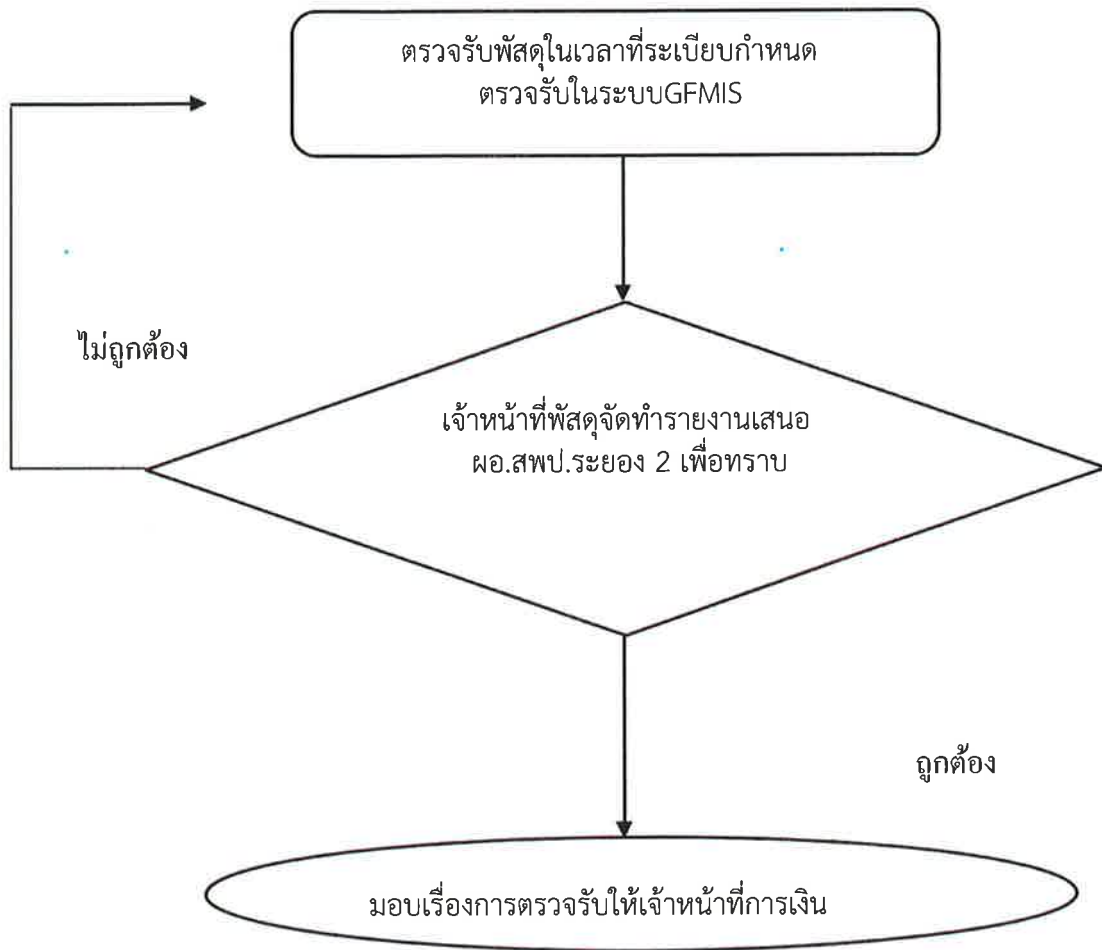 ตรวจรับพัสดุในเวลาที่ระเบียบกำหนด
ตรวจรับในระบบGFMIS
ไม่ถูกต้อง
เจ้าหน้าที่พัสดุจัดทำรายงานเสนอ
ผอ.สพป.ระยอง 2 เพื่อทราบ
ถูกต้อง
มอบเรื่องการตรวจรับให้เจ้าหน้าที่การเงิน